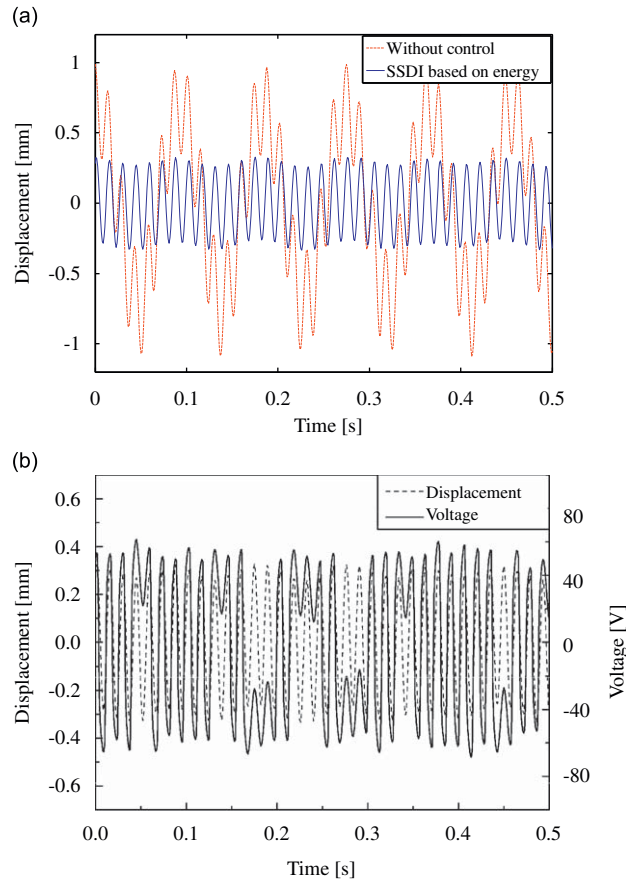 (a)
1
0.5
0
-0.5
-1
Displacement [mm]
Without control
SSDI based on energy
0 0.1 0.2 0.3 0.4 0.5
Time [s]
(b)
0.6
0.4
0.2
0.0
-0.2
-0.4
-0.6
Displacement [mm]
Displacement
Voltage
80
40
0
-40
-80
Voltage [V]
0.0 0.1 0.2 0.3 0.4 0.5
Time [s]